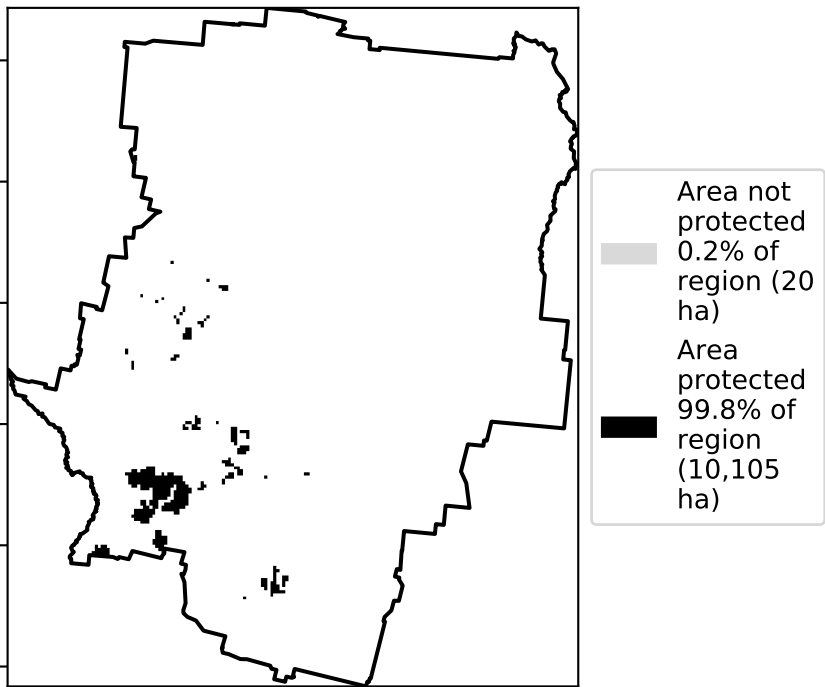 Area not
protected
0.2% of
region (20
ha)
Area
protected
99.8% of
region
(10,105
ha)